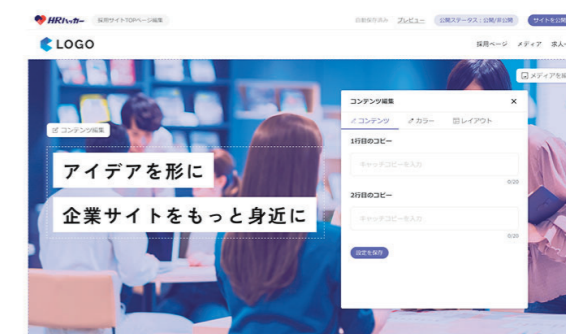 HRハッカー 採用サイトTOPページ編集 自動保存済み プレビュー 公開ステータス：公開/非公開 サイトを公開
LOGO 採用ページ メディア 求人
メディアを編
コンテンツ編集 ×
コンテンツ編集
コンテンツ カラー レイアウト
1行目のコピー
キャッチコピーを入力
0/20
アイデアを形に
2行目のコピー
企業サイトをもっと身近に
キャッチコピーを入力
0/20
設定を保存